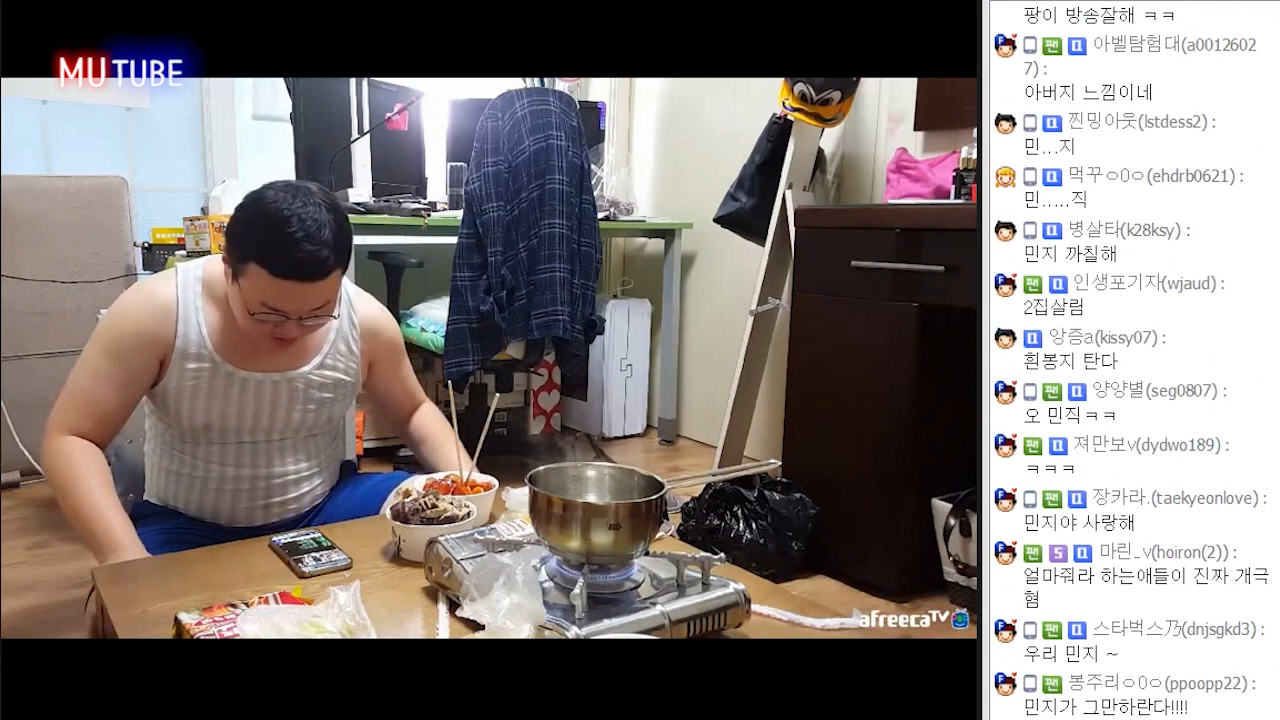 MUTUBE
팡이 방송잘해 ㅋㅋ
팬 아벨탐험대(a0012602
7) :
아버지 느낌이네
찐밍아웃(lstdess2) :
민...지
먹꾸ㅇ0ㅇ(ehdrb0621) :
민.....직
병살타(k28ksy) :
민지 까칠해
팬 인생포기자(wjaud) :
2집살림
앙증a(kissy07) :
흰봉지 탄다
팬 양양별(seg0807) :
오 민직ㅋㅋ
팬 져만보v(dydwo189) :
ㅋㅋㅋ
팬 장카라.(taekyeonlove) :
민지야 사랑해
팬 S 마린_v(hoiron(2)) :
얼마줘라 하는애들이 진짜 개극
혐
팬 스타벅스乃(dnjsgkd3) :
우리 민지 ~
팬 봉주리ㅇ0ㅇ(ppoopp22) :
민지가 그만하란다!!!!
afreecaTV